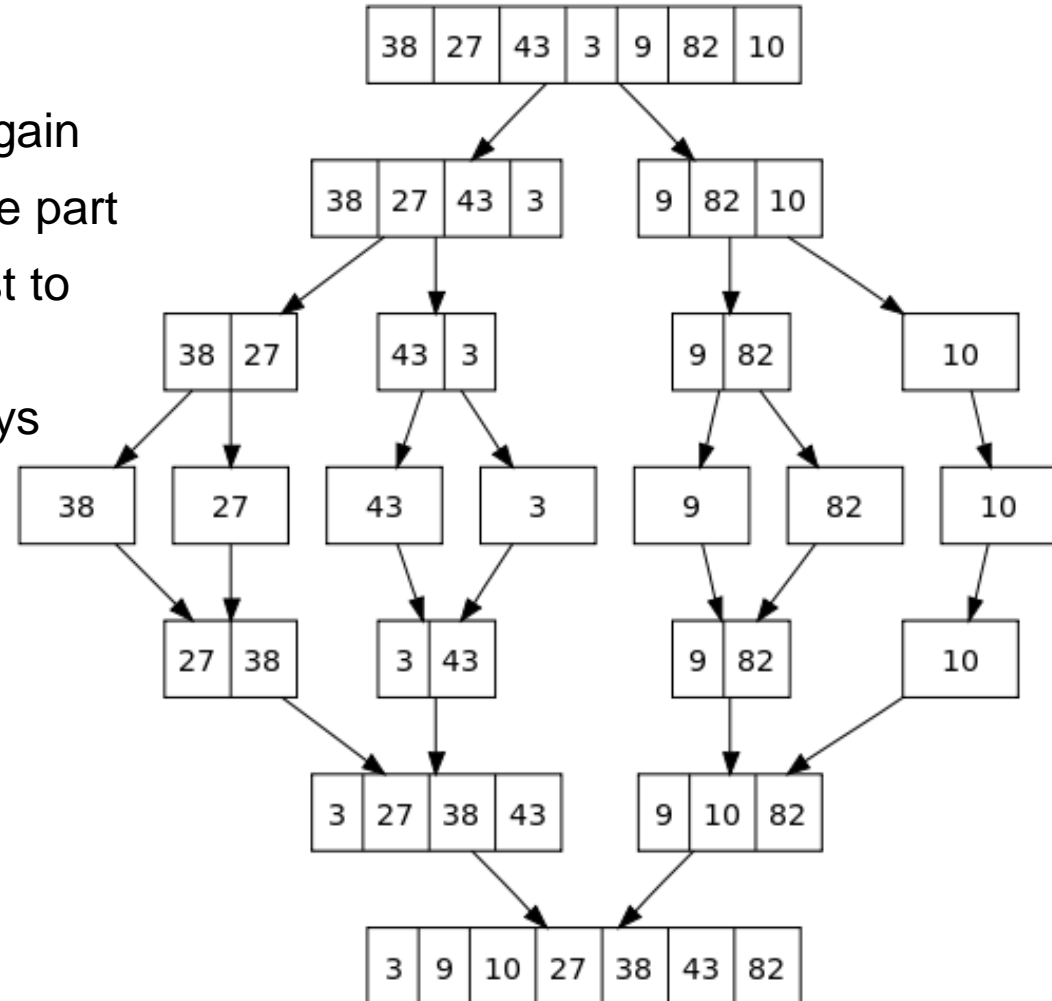 38 27 43 3 9 82 10
gain
e part
38 27 43 3 9 82 10
st to
38 27 43 3 9 82 10
ys
38 27 43 3 9 82 10
27 38 3 43 9 82 10
3 27 38 43 9 10 82
3 9 10 27 38 43 82